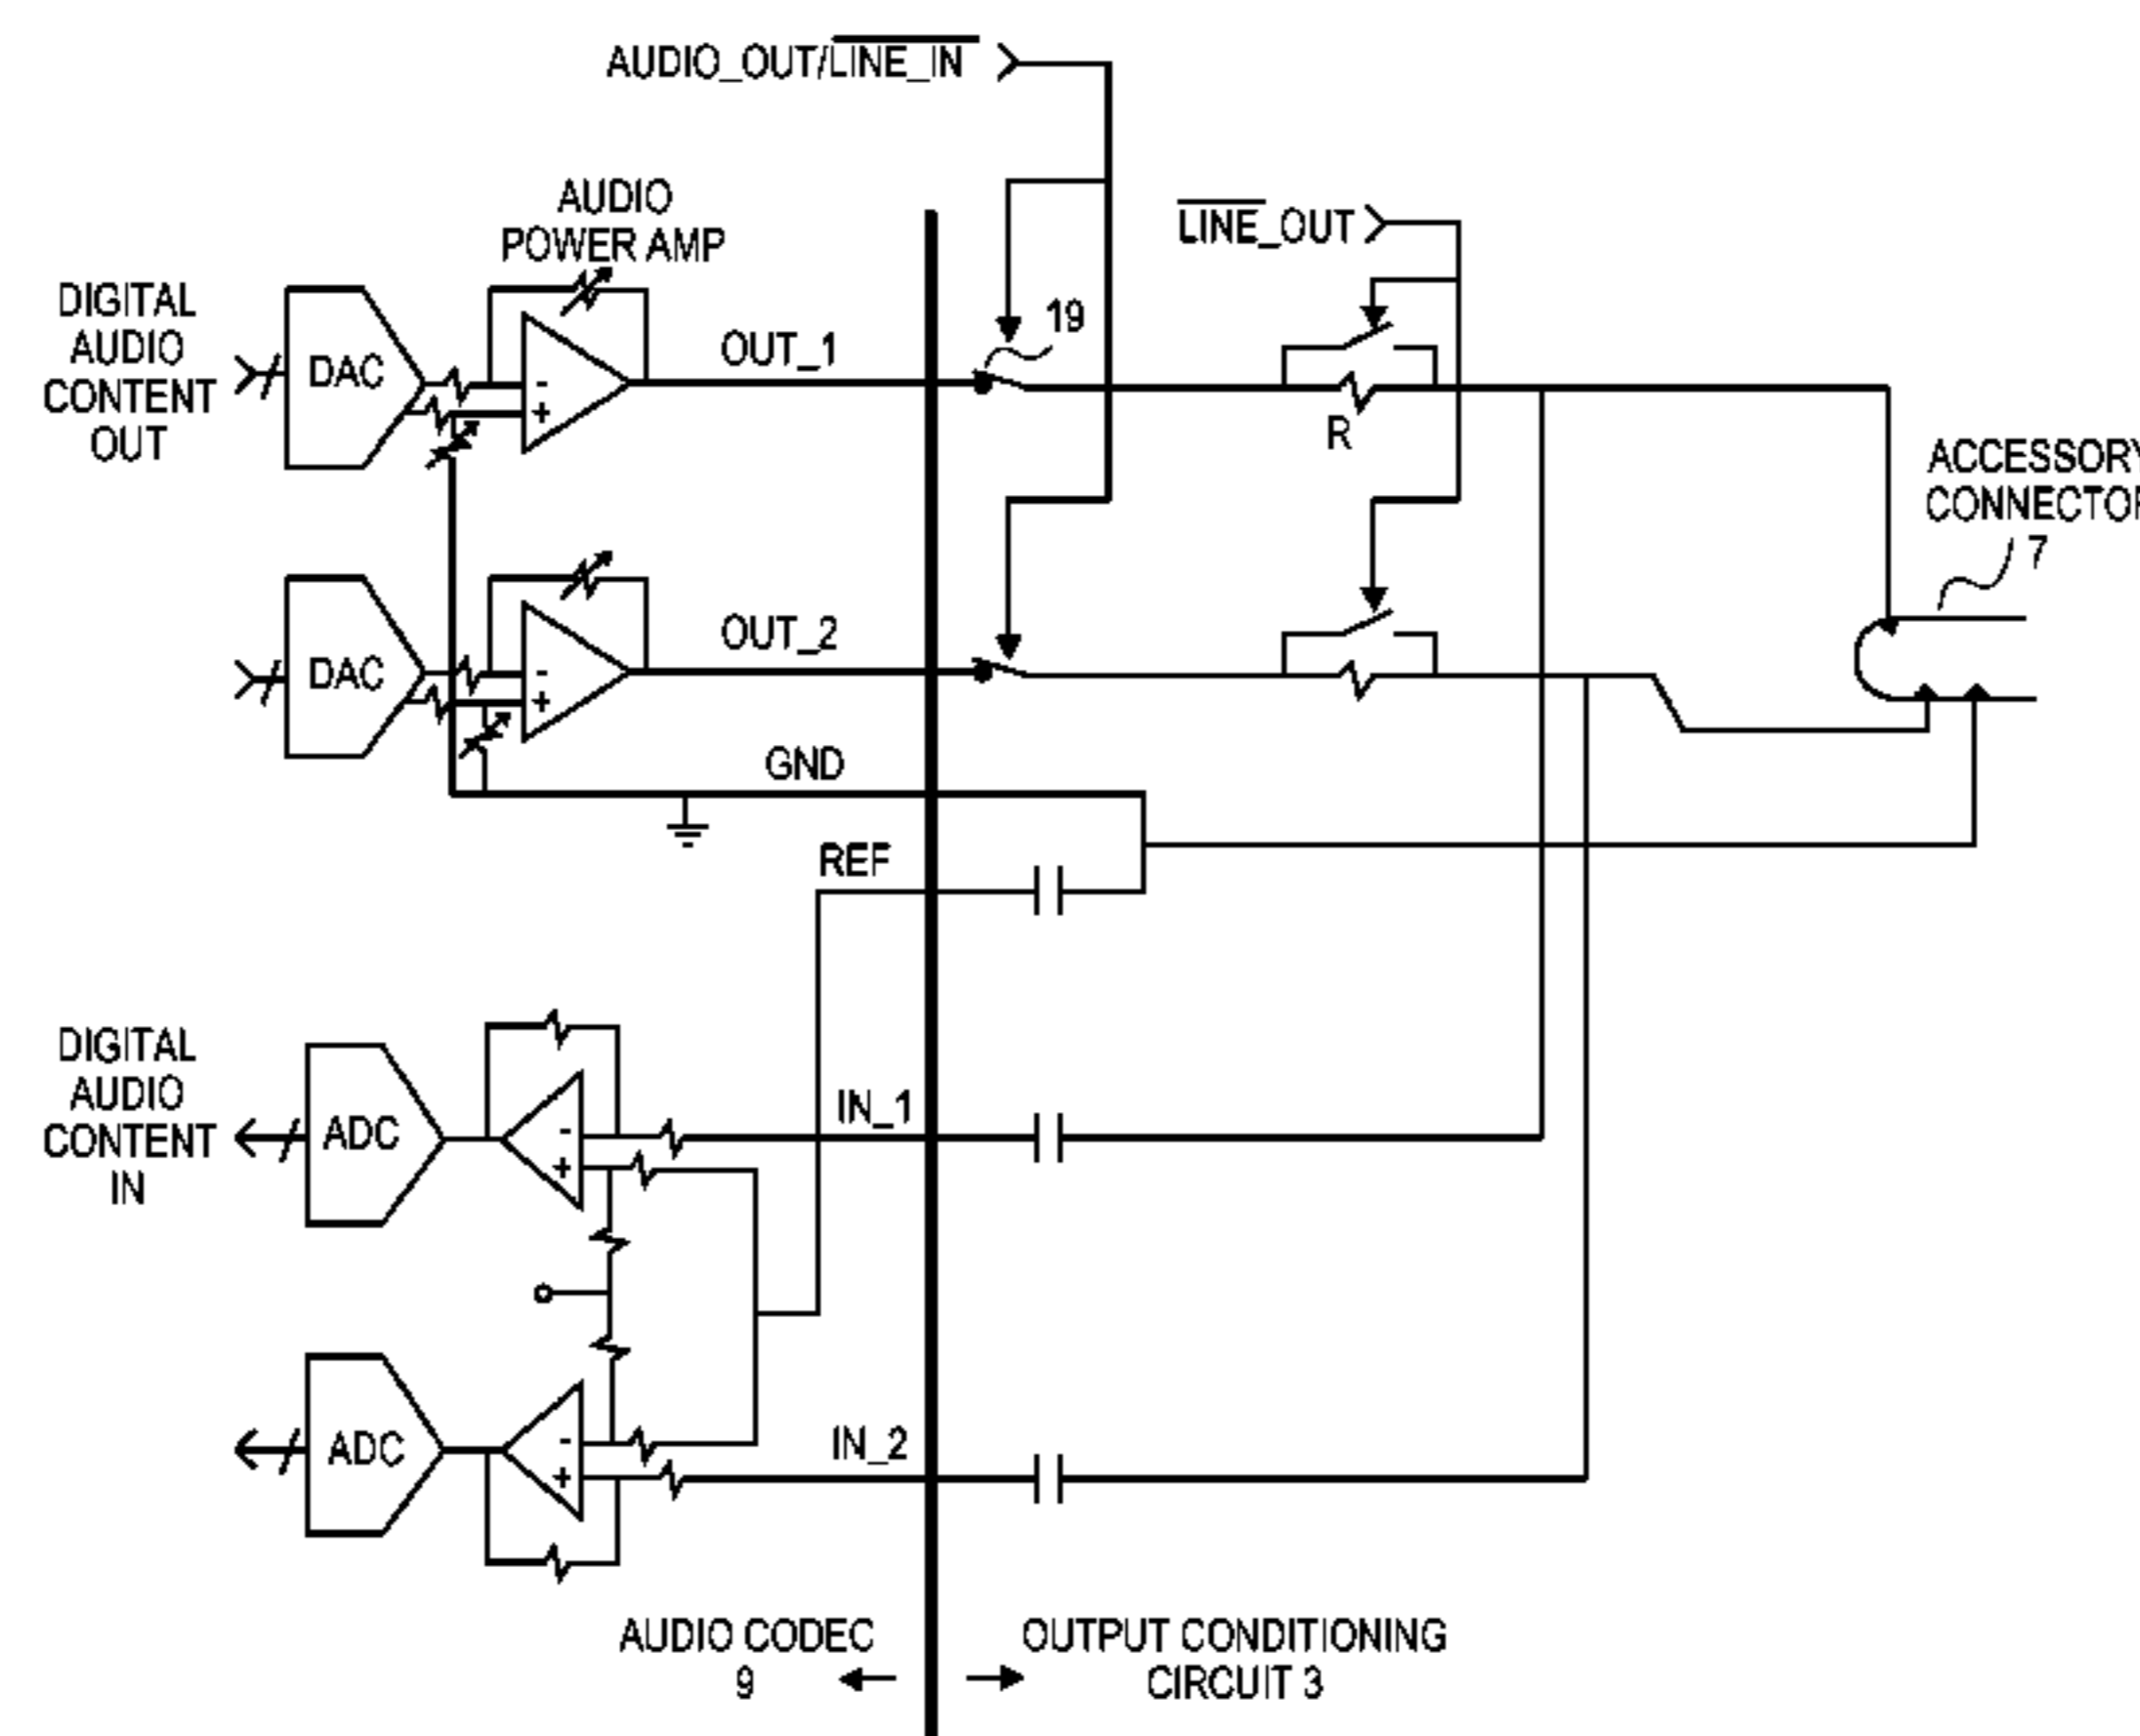 AUDIO_OUT/LINE_IN
AUDIO
POWER AMP
LINE_OUT
DIGITAL
AUDIO
CONTENT
OUT
DAC
-
+
OUT_1
19
R
ACCESSORY
CONNECTOR
7
DAC
-
+
OUT_2
GND
REF
DIGITAL
AUDIO
CONTENT
IN
ADC
-
+
IN_1
ADC
-
+
IN_2
AUDIO CODEC
9
OUTPUT CONDITIONING
CIRCUIT 3